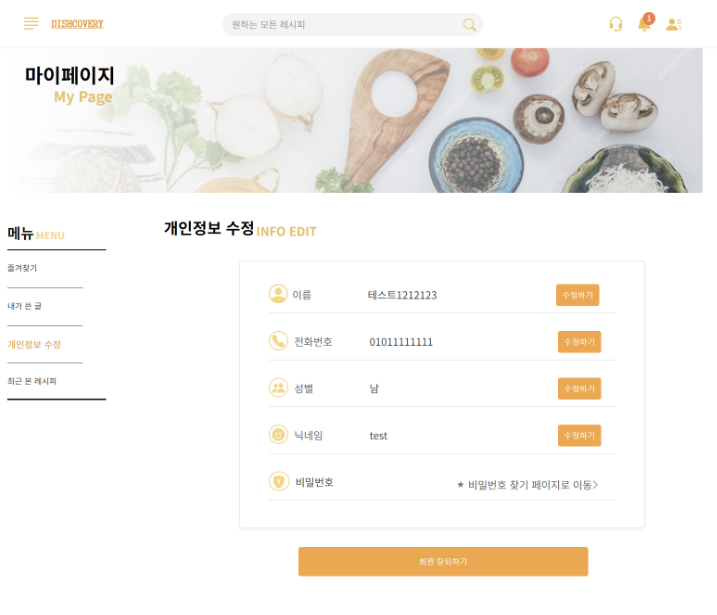 DISHCOVERY
원하는 모든 레시피
1
마이페이지
My Page
메뉴 MENU
즐겨찾기
내가 쓴 글
개인정보 수정
최근 본 레시피
개인정보 수정 INFO EDIT
이름 테스트1212123 수정하기
전화번호 01011111111 수정하기
성별 남 수정하기
닉네임 test 수정하기
비밀번호 * 비밀번호 찾기 페이지로 이동>
회원 탈퇴하기